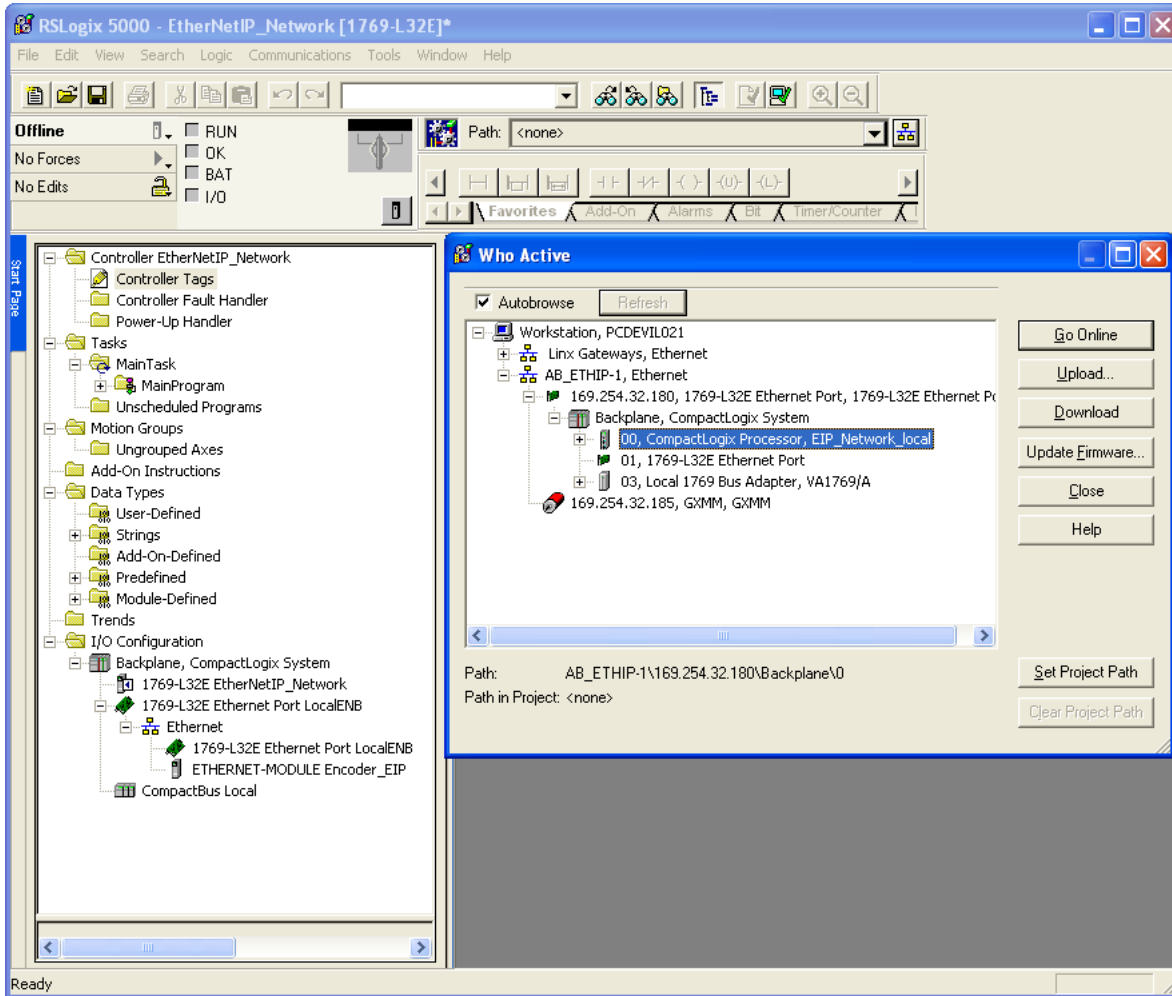 RSLogix 5000 - EtherNetIP_Network [1769-L32E]*
File Edit View Search Logic Communications Tools Window Help
Offline
RUN
No Forces
OK
No Edits
BAT
I/O
Path: <none>
Favorites Add-On Alarms Bit Timer/Counter
Start Page
Controller EtherNetIP_Network
Controller Tags
Controller Fault Handler
Power-Up Handler
Tasks
MainTask
MainProgram
Unscheduled Programs
Motion Groups
Ungrouped Axes
Add-On Instructions
Data Types
User-Defined
Strings
Add-On-Defined
Predefined
Module-Defined
Trends
I/O Configuration
Backplane, CompactLogix System
1769-L32E EtherNetIP_Network
1769-L32E Ethernet Port LocalENB
Ethernet
1769-L32E Ethernet Port LocalENB
ETHERNET-MODULE Encoder_EIP
CompactBus Local
Who Active
Autobrowse Refresh
Workstation, PCDEVIL021
Linx Gateways, Ethernet
AB_ETHIP-1, Ethernet
169.254.32.180, 1769-L32E Ethernet Port, 1769-L32E Ethernet Po
Backplane, CompactLogix System
00, CompactLogix Processor, EIP_Network_local
01, 1769-L32E Ethernet Port
03, Local 1769 Bus Adapter, VA1769/A
169.254.32.185, GXMM, GXMM
Go Online
Upload...
Download
Update Firmware...
Close
Help
Path: AB_ETHIP-1\169.254.32.180\Backplane\0
Path in Project: <none>
Set Project Path
Clear Project Path
Ready